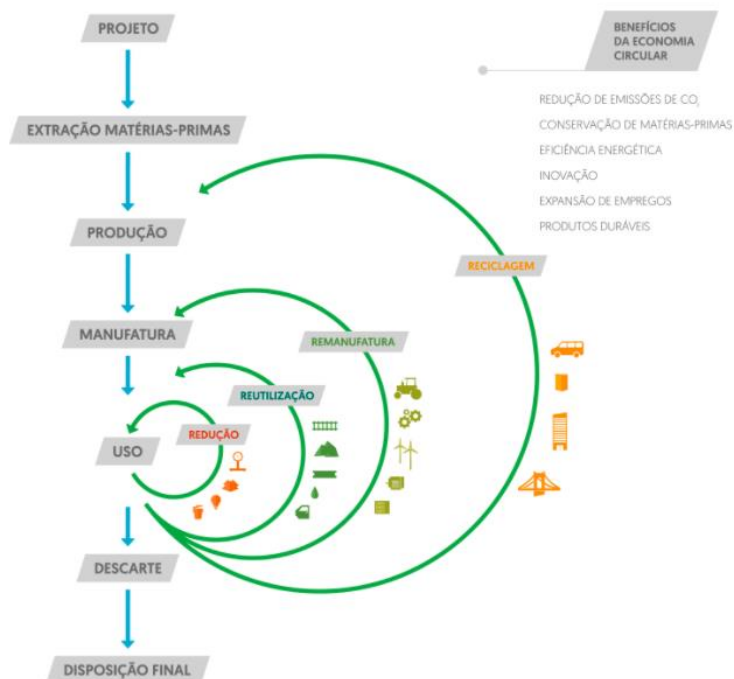 PROJETO
BENEFÍCIOS
DA ECONOMIA
CIRCULAR
REDUÇÃO DE EMISSÕES DE CO₂
EXTRAÇÃO MATÉRIAS-PRIMAS
CONSERVAÇÃO DE MATÉRIAS-PRIMAS
EFICIÊNCIA ENERGÉTICA
INOVAÇÃO
EXPANSÃO DE EMPREGOS
PRODUTOS DURÁVEIS
PRODUÇÃO
RECICLAGEM
MANUFATURA
REMANUFATURA
REUTILIZAÇÃO
REDUÇÃO
USO
DESCARTE
DISPOSIÇÃO FINAL